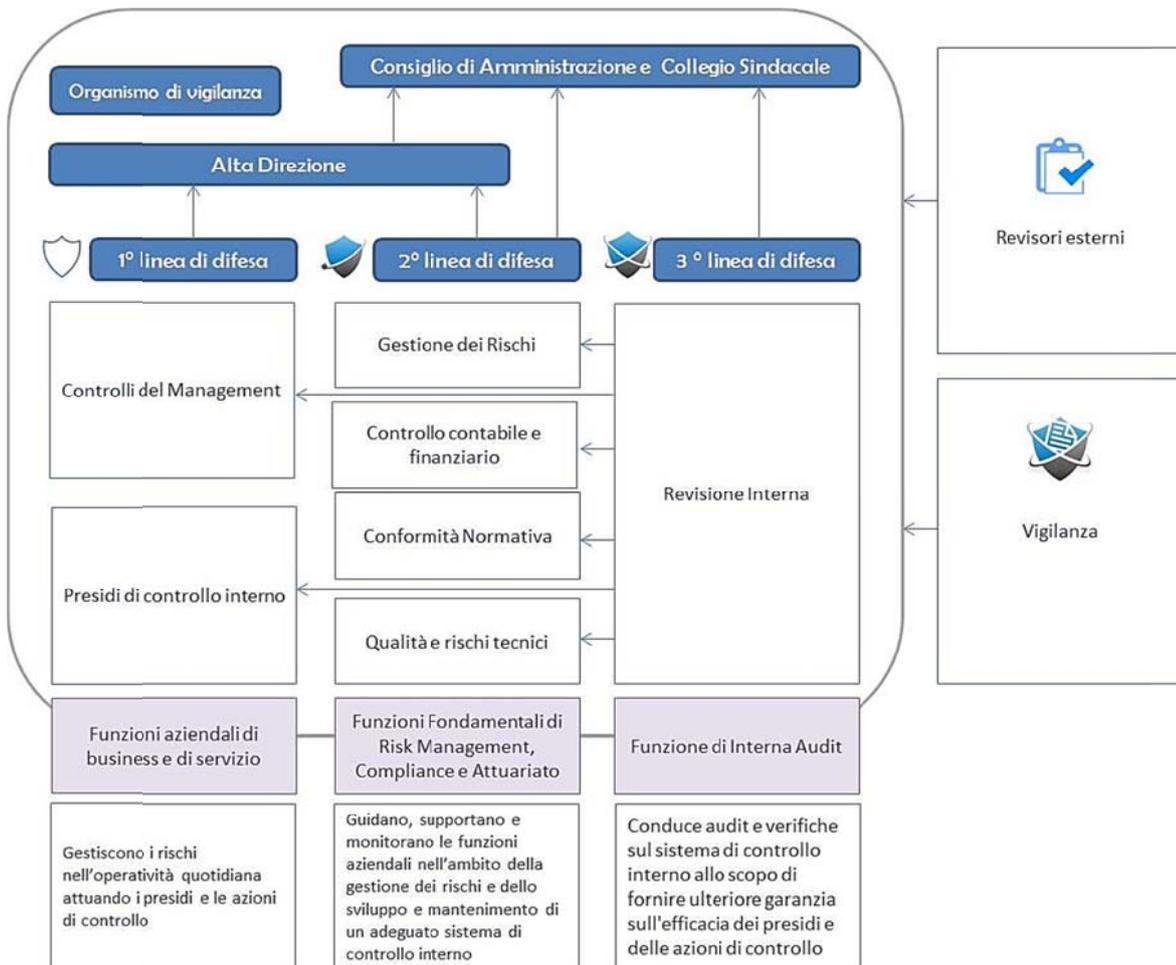 Organismo di vigilanza
Consiglio di Amministrazione e Collegio Sindacale
Alta Direzione
1° linea di difesa
2° linea di difesa
3 ° linea di difesa
Controlli del Management
Presidi di controllo interno
Gestione dei Rischi
Controllo contabile e
finanziario
Conformità Normativa
Qualità e rischi tecnici
Revisione Interna
Revisori esterni
Vigilanza
Funzioni aziendali di
business e di servizio
Funzioni Fondamentali di
Risk Management,
Compliance e Attuariato
Funzione di Interna Audit
Gestiscono i rischi
nell'operatività quotidiana
attuando i presidi e le azioni
di controllo
Guidano, supportano e
monitorano le funzioni
aziendali nell'ambito della
gestione dei rischi e dello
sviluppo e mantenimento di
un adeguato sistema di
controllo interno
Conduce audit e verifiche
sul sistema di controllo
interno allo scopo di
fornire ulteriore garanzia
sull'efficacia dei presidi e
delle azioni di controllo